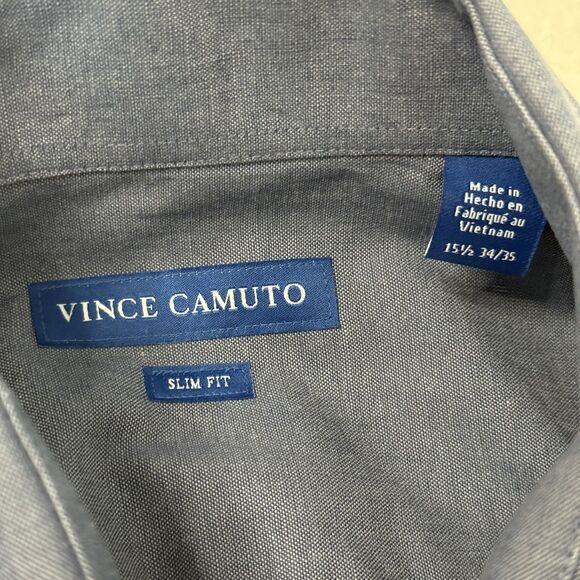 Made in
Hecho en
Fabriqué au
Vietnam
15½ 34/35
VINCE CAMUTO
SLIM FIT